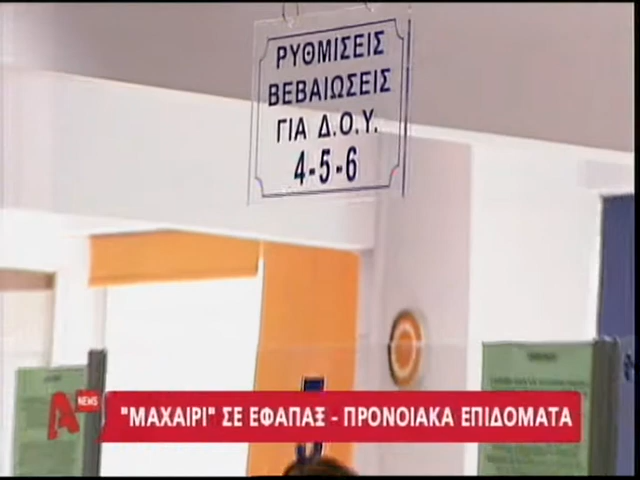 ΡΥΘΜΙΣΕΙΣ
ΒΕΒΑΙΩΣΕΙΣ
ΓΙΑ Δ.Ο.Υ.
4-5-6
A NEWS
"ΜΑΧΑΙΡΙ" ΣΕ ΕΦΑΠΑΞ - ΠΡΟΝΟΙΑΚΑ ΕΠΙΔΟΜΑΤΑ